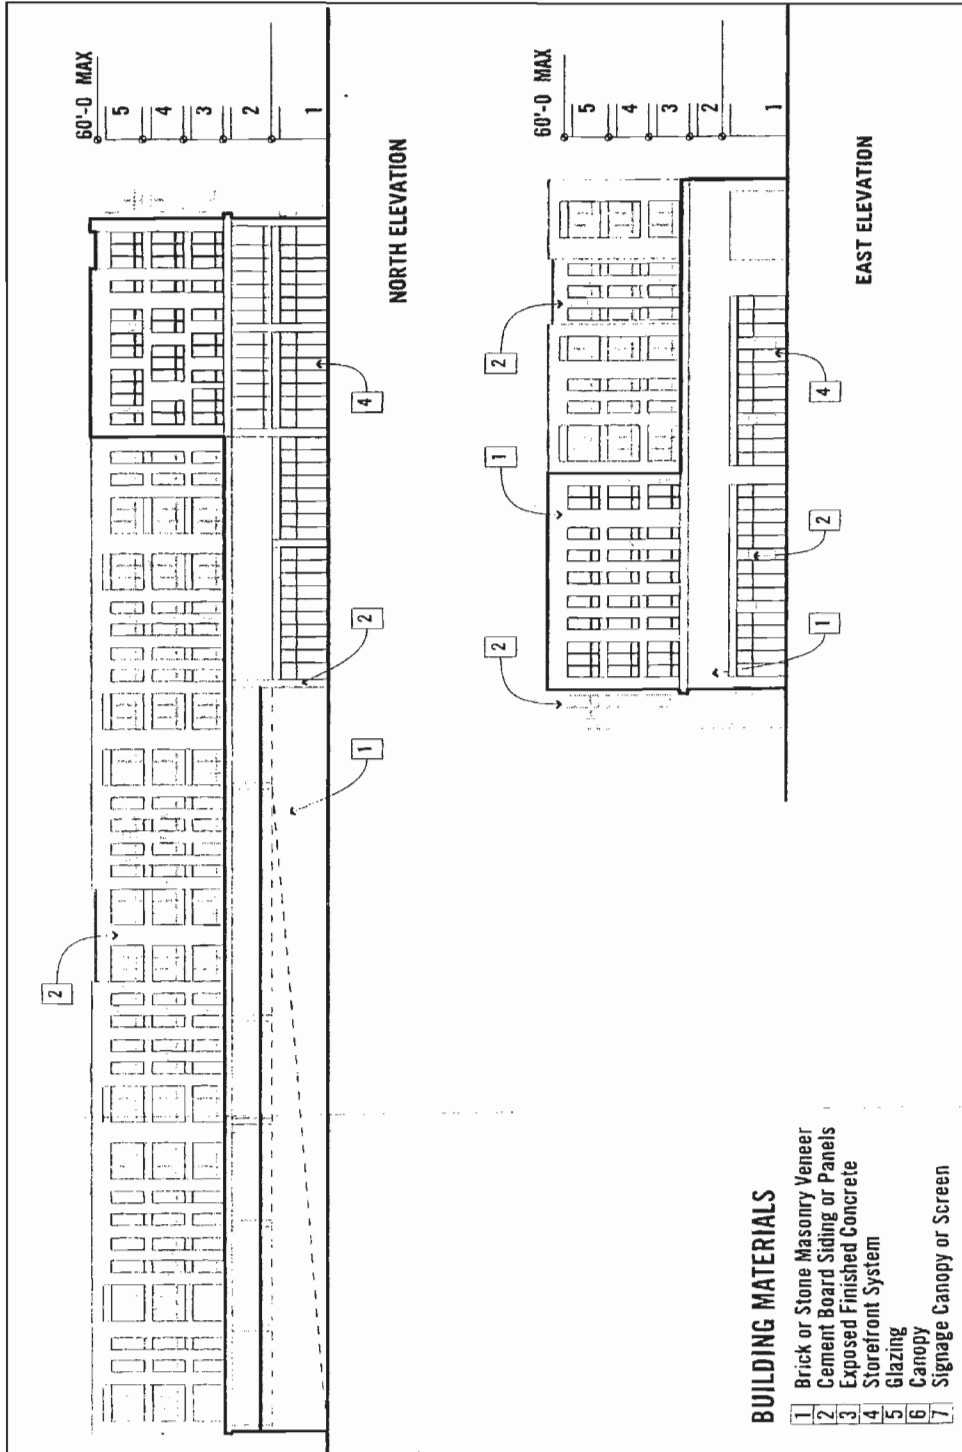 60'-0 MAX
5
4
3
2
1
NORTH ELEVATION
2
1
2
4
60'-0 MAX
5
4
3
2
1
EAST ELEVATION
2
1
2
1
2
4
BUILDING MATERIALS
1 Brick or Stone Masonry Veneer
2 Cement Board Siding or Panels
3 Exposed Finished Concrete
4 Storefront System
5 Glazing
6 Canopy
7 Signage Canopy or Screen